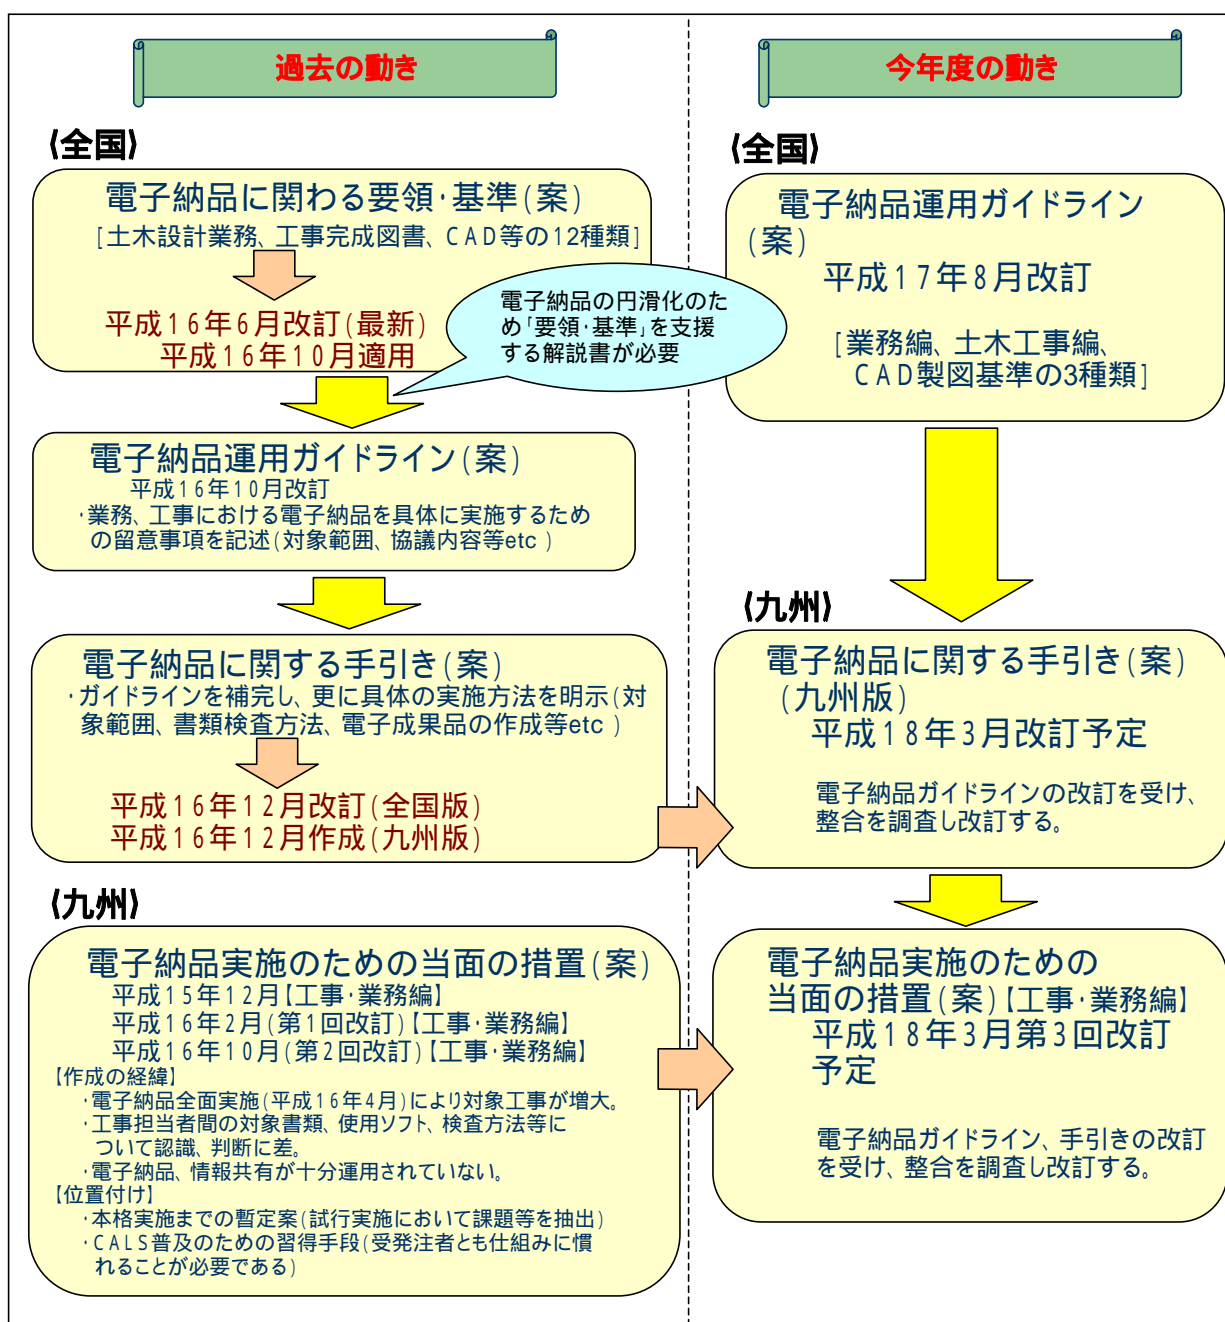 過去の動き
⟨全国⟩
電子納品に関わる要領・基準(案)
[土木設計業務、工事完成図書、CAD等の12種類]
平成16年6月改訂(最新)
平成16年10月適用
電子納品の円滑化のた
め「要領・基準」を支援
する解説書が必要
電子納品運用ガイドライン(案)
平成16年10月改訂
・業務、工事における電子納品を具体に実施するため
の留意事項を記述(対象範囲、協議内容等etc)
電子納品に関する手引き(案)
・ガイドラインを補完し、更に具体の実施方法を明示(対
象範囲、書類検査方法、電子成果品の作成等etc)
平成16年12月改訂(全国版)
平成16年12月作成(九州版)
⟨九州⟩
電子納品実施のための当面の措置(案)
平成15年12月【工事・業務編】
平成16年2月(第1回改訂)【工事・業務編】
平成16年10月(第2回改訂)【工事・業務編】
【作成の経緯】
・電子納品全面実施(平成16年4月)により対象工事が増大。
・工事担当者間の対象書類、使用ソフト、検査方法等に
ついて認識、判断に差。
・電子納品、情報共有が十分運用されていない。
【位置付け】
・本格実施までの暫定案(試行実施において課題等を抽出)
・CALS普及のための習得手段(受発注者とも仕組みに慣
れることが必要である)
今年度の動き
⟨全国⟩
電子納品運用ガイドライン
(案)
平成17年8月改訂
[業務編、土木工事編、
CAD製図基準の3種類]
⟨九州⟩
電子納品に関する手引き(案)
(九州版)
平成18年3月改訂予定
電子納品ガイドラインの改訂を受け、
整合を調査し改訂する。
電子納品実施のための
当面の措置(案)【工事・業務編】
平成18年3月第3回改訂
予定
電子納品ガイドライン、手引きの改訂
を受け、整合を調査し改訂する。